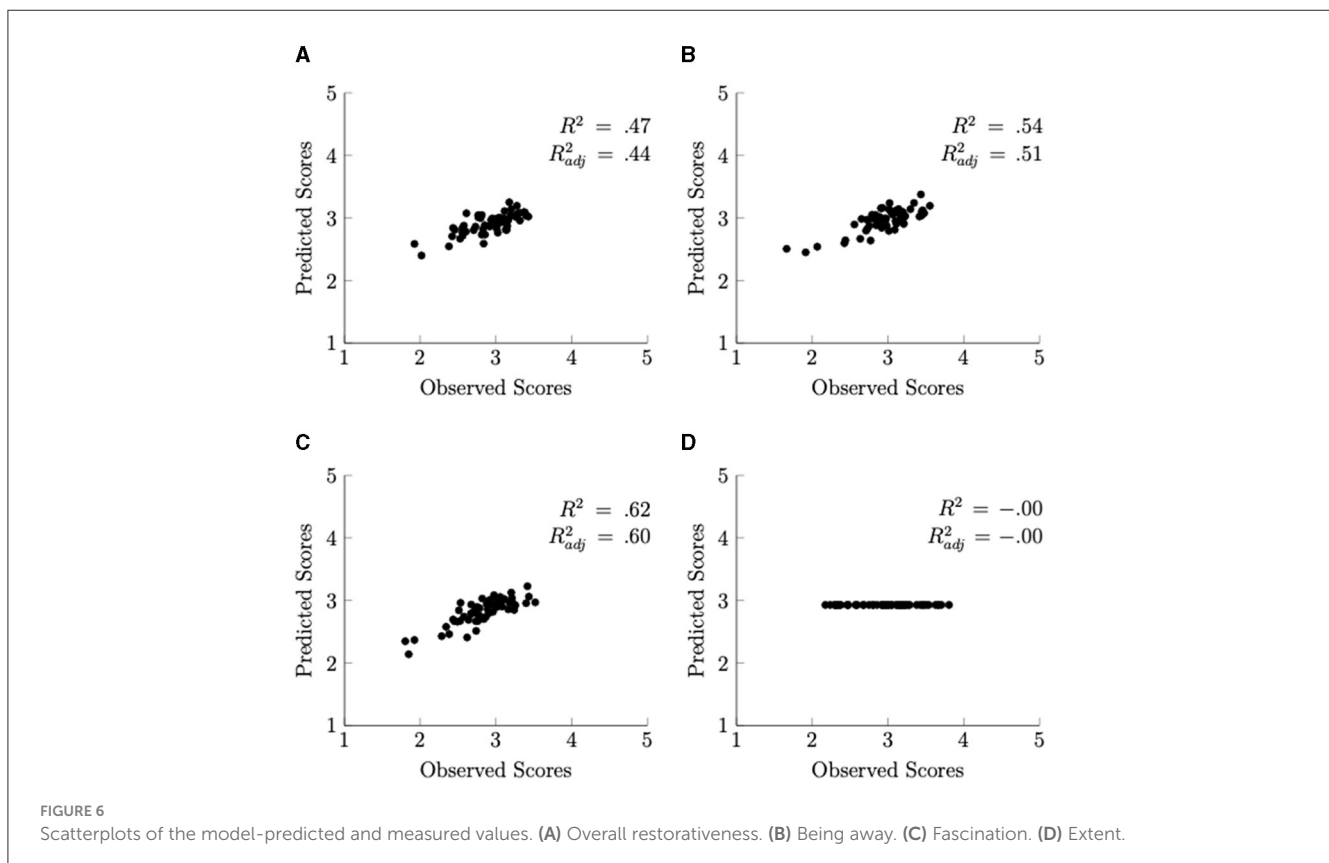 A
5
4
3
2
1
Predicted Scores
R² = .47
R²adj = .44
1 2 3 4 5
Observed Scores
B
5
4
3
2
1
Predicted Scores
R² = .54
R²adj = .51
1 2 3 4 5
Observed Scores
C
5
4
3
2
1
Predicted Scores
R² = .62
R²adj = .60
1 2 3 4 5
Observed Scores
D
5
4
3
2
1
Predicted Scores
R² = −.00
R²adj = −.00
1 2 3 4 5
Observed Scores
FIGURE 6
Scatterplots of the model-predicted and measured values. (A) Overall restorativeness. (B) Being away. (C) Fascination. (D) Extent.